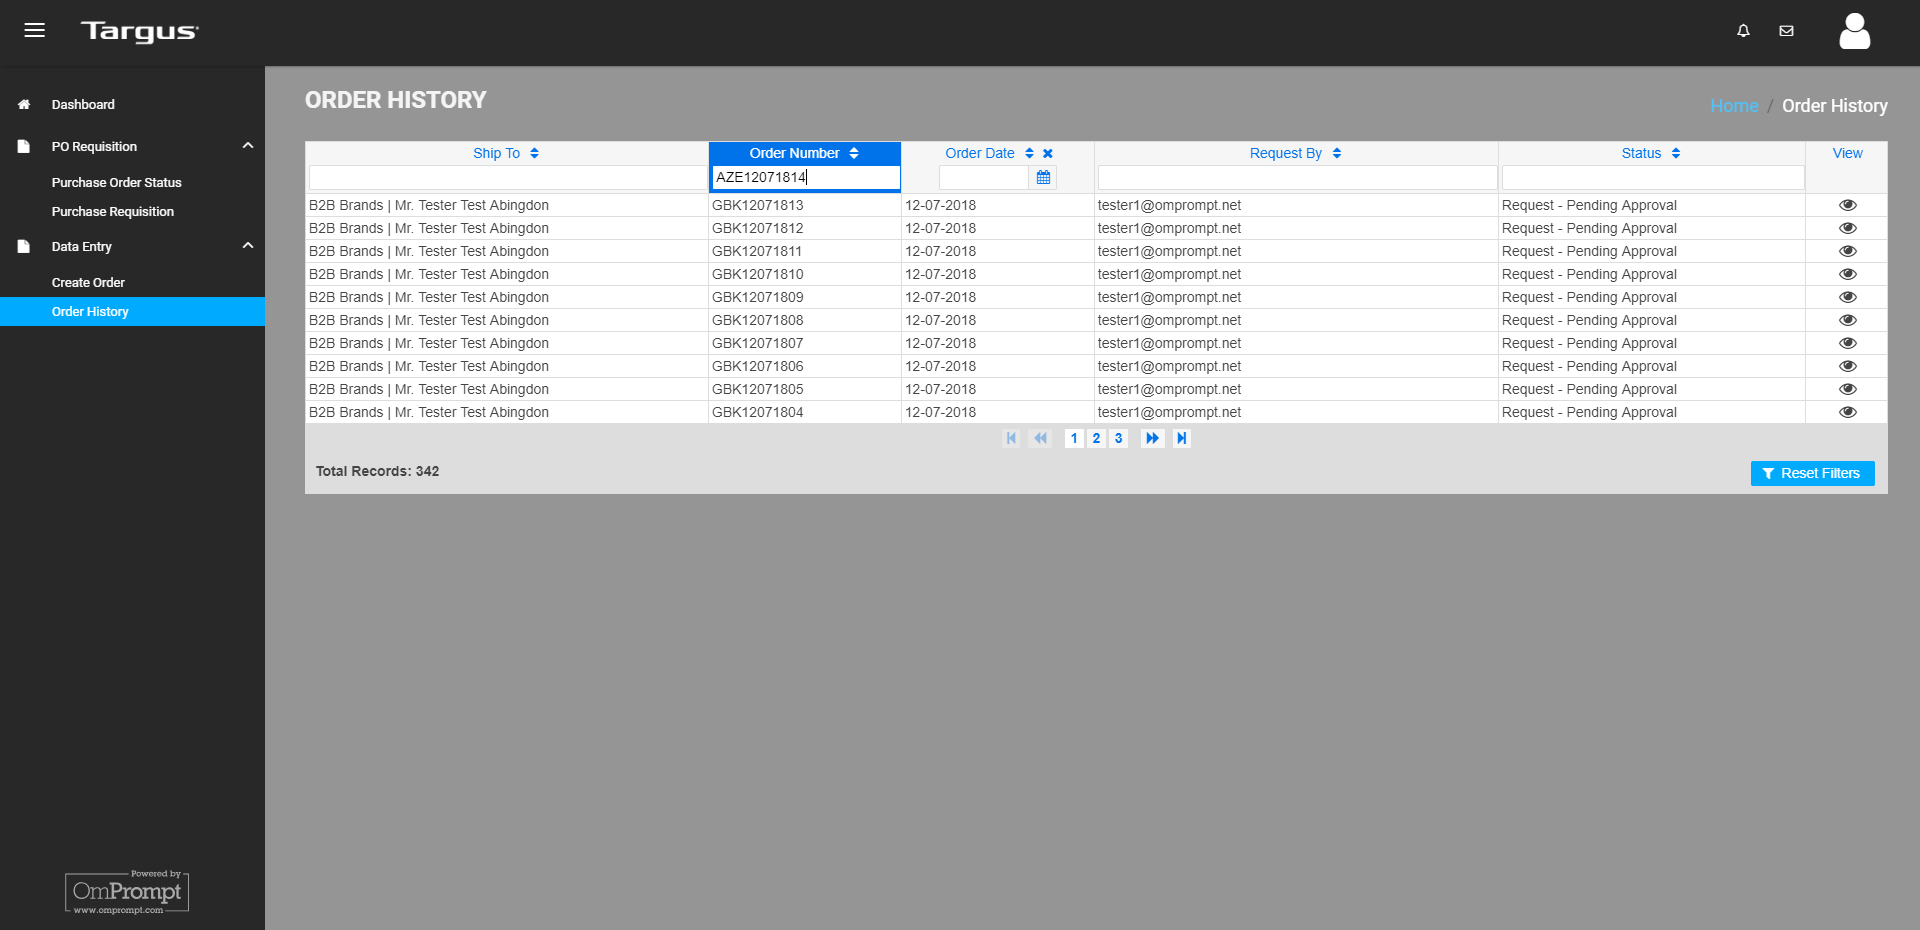 Targus
Dashboard
PO Requisition
Purchase Order Status
Purchase Requisition
Data Entry
Create Order
Order History
Powered by
OmPrompt
www.omprompt.com
ORDER HISTORY
Home / Order History
Ship To Order Number Order Date Request By Status View
AZE12071814
B2B Brands | Mr. Tester Test Abingdon GBK12071813 12-07-2018 tester1@omprompt.net Request - Pending Approval
B2B Brands | Mr. Tester Test Abingdon GBK12071812 12-07-2018 tester1@omprompt.net Request - Pending Approval
B2B Brands | Mr. Tester Test Abingdon GBK12071811 12-07-2018 tester1@omprompt.net Request - Pending Approval
B2B Brands | Mr. Tester Test Abingdon GBK12071810 12-07-2018 tester1@omprompt.net Request - Pending Approval
B2B Brands | Mr. Tester Test Abingdon GBK12071809 12-07-2018 tester1@omprompt.net Request - Pending Approval
B2B Brands | Mr. Tester Test Abingdon GBK12071808 12-07-2018 tester1@omprompt.net Request - Pending Approval
B2B Brands | Mr. Tester Test Abingdon GBK12071807 12-07-2018 tester1@omprompt.net Request - Pending Approval
B2B Brands | Mr. Tester Test Abingdon GBK12071806 12-07-2018 tester1@omprompt.net Request - Pending Approval
B2B Brands | Mr. Tester Test Abingdon GBK12071805 12-07-2018 tester1@omprompt.net Request - Pending Approval
B2B Brands | Mr. Tester Test Abingdon GBK12071804 12-07-2018 tester1@omprompt.net Request - Pending Approval
1 2 3
Total Records: 342
Reset Filters